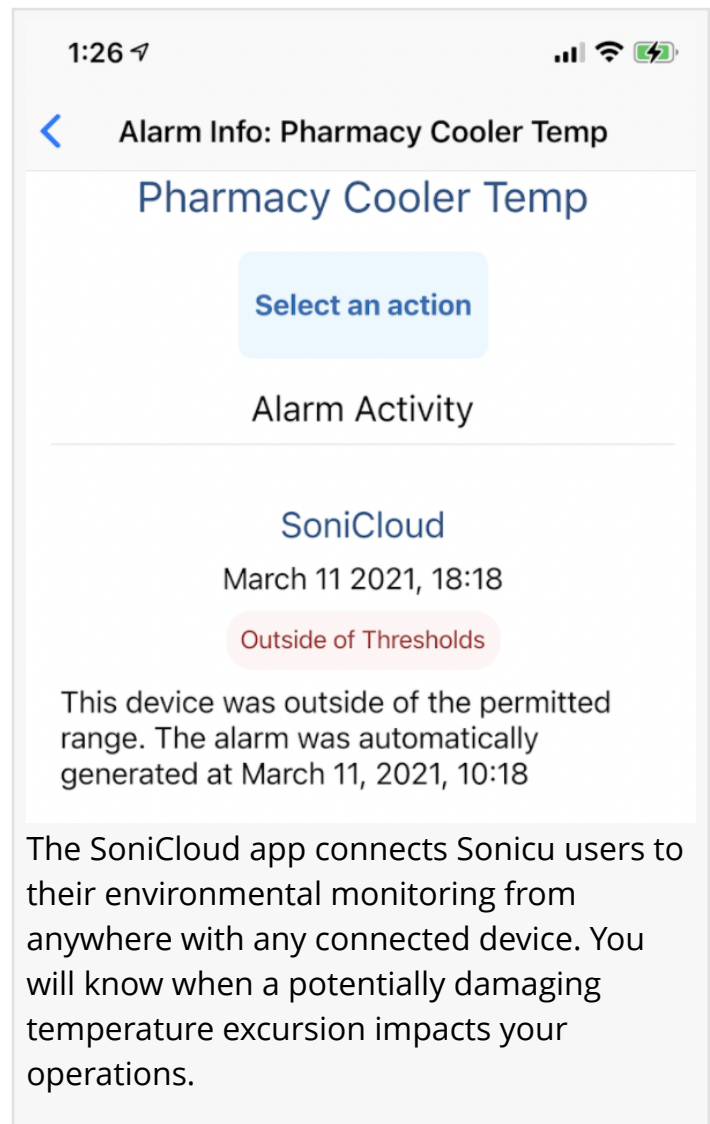 1:26
Alarm Info: Pharmacy Cooler Temp
Pharmacy Cooler Temp
Select an action
Alarm Activity
SoniCloud
March 11 2021, 18:18
Outside of Thresholds
This device was outside of the permitted
range. The alarm was automatically
generated at March 11, 2021, 10:18
The SoniCloud app connects Sonicu users to
their environmental monitoring from
anywhere with any connected device. You
will know when a potentially damaging
temperature excursion impacts your
operations.